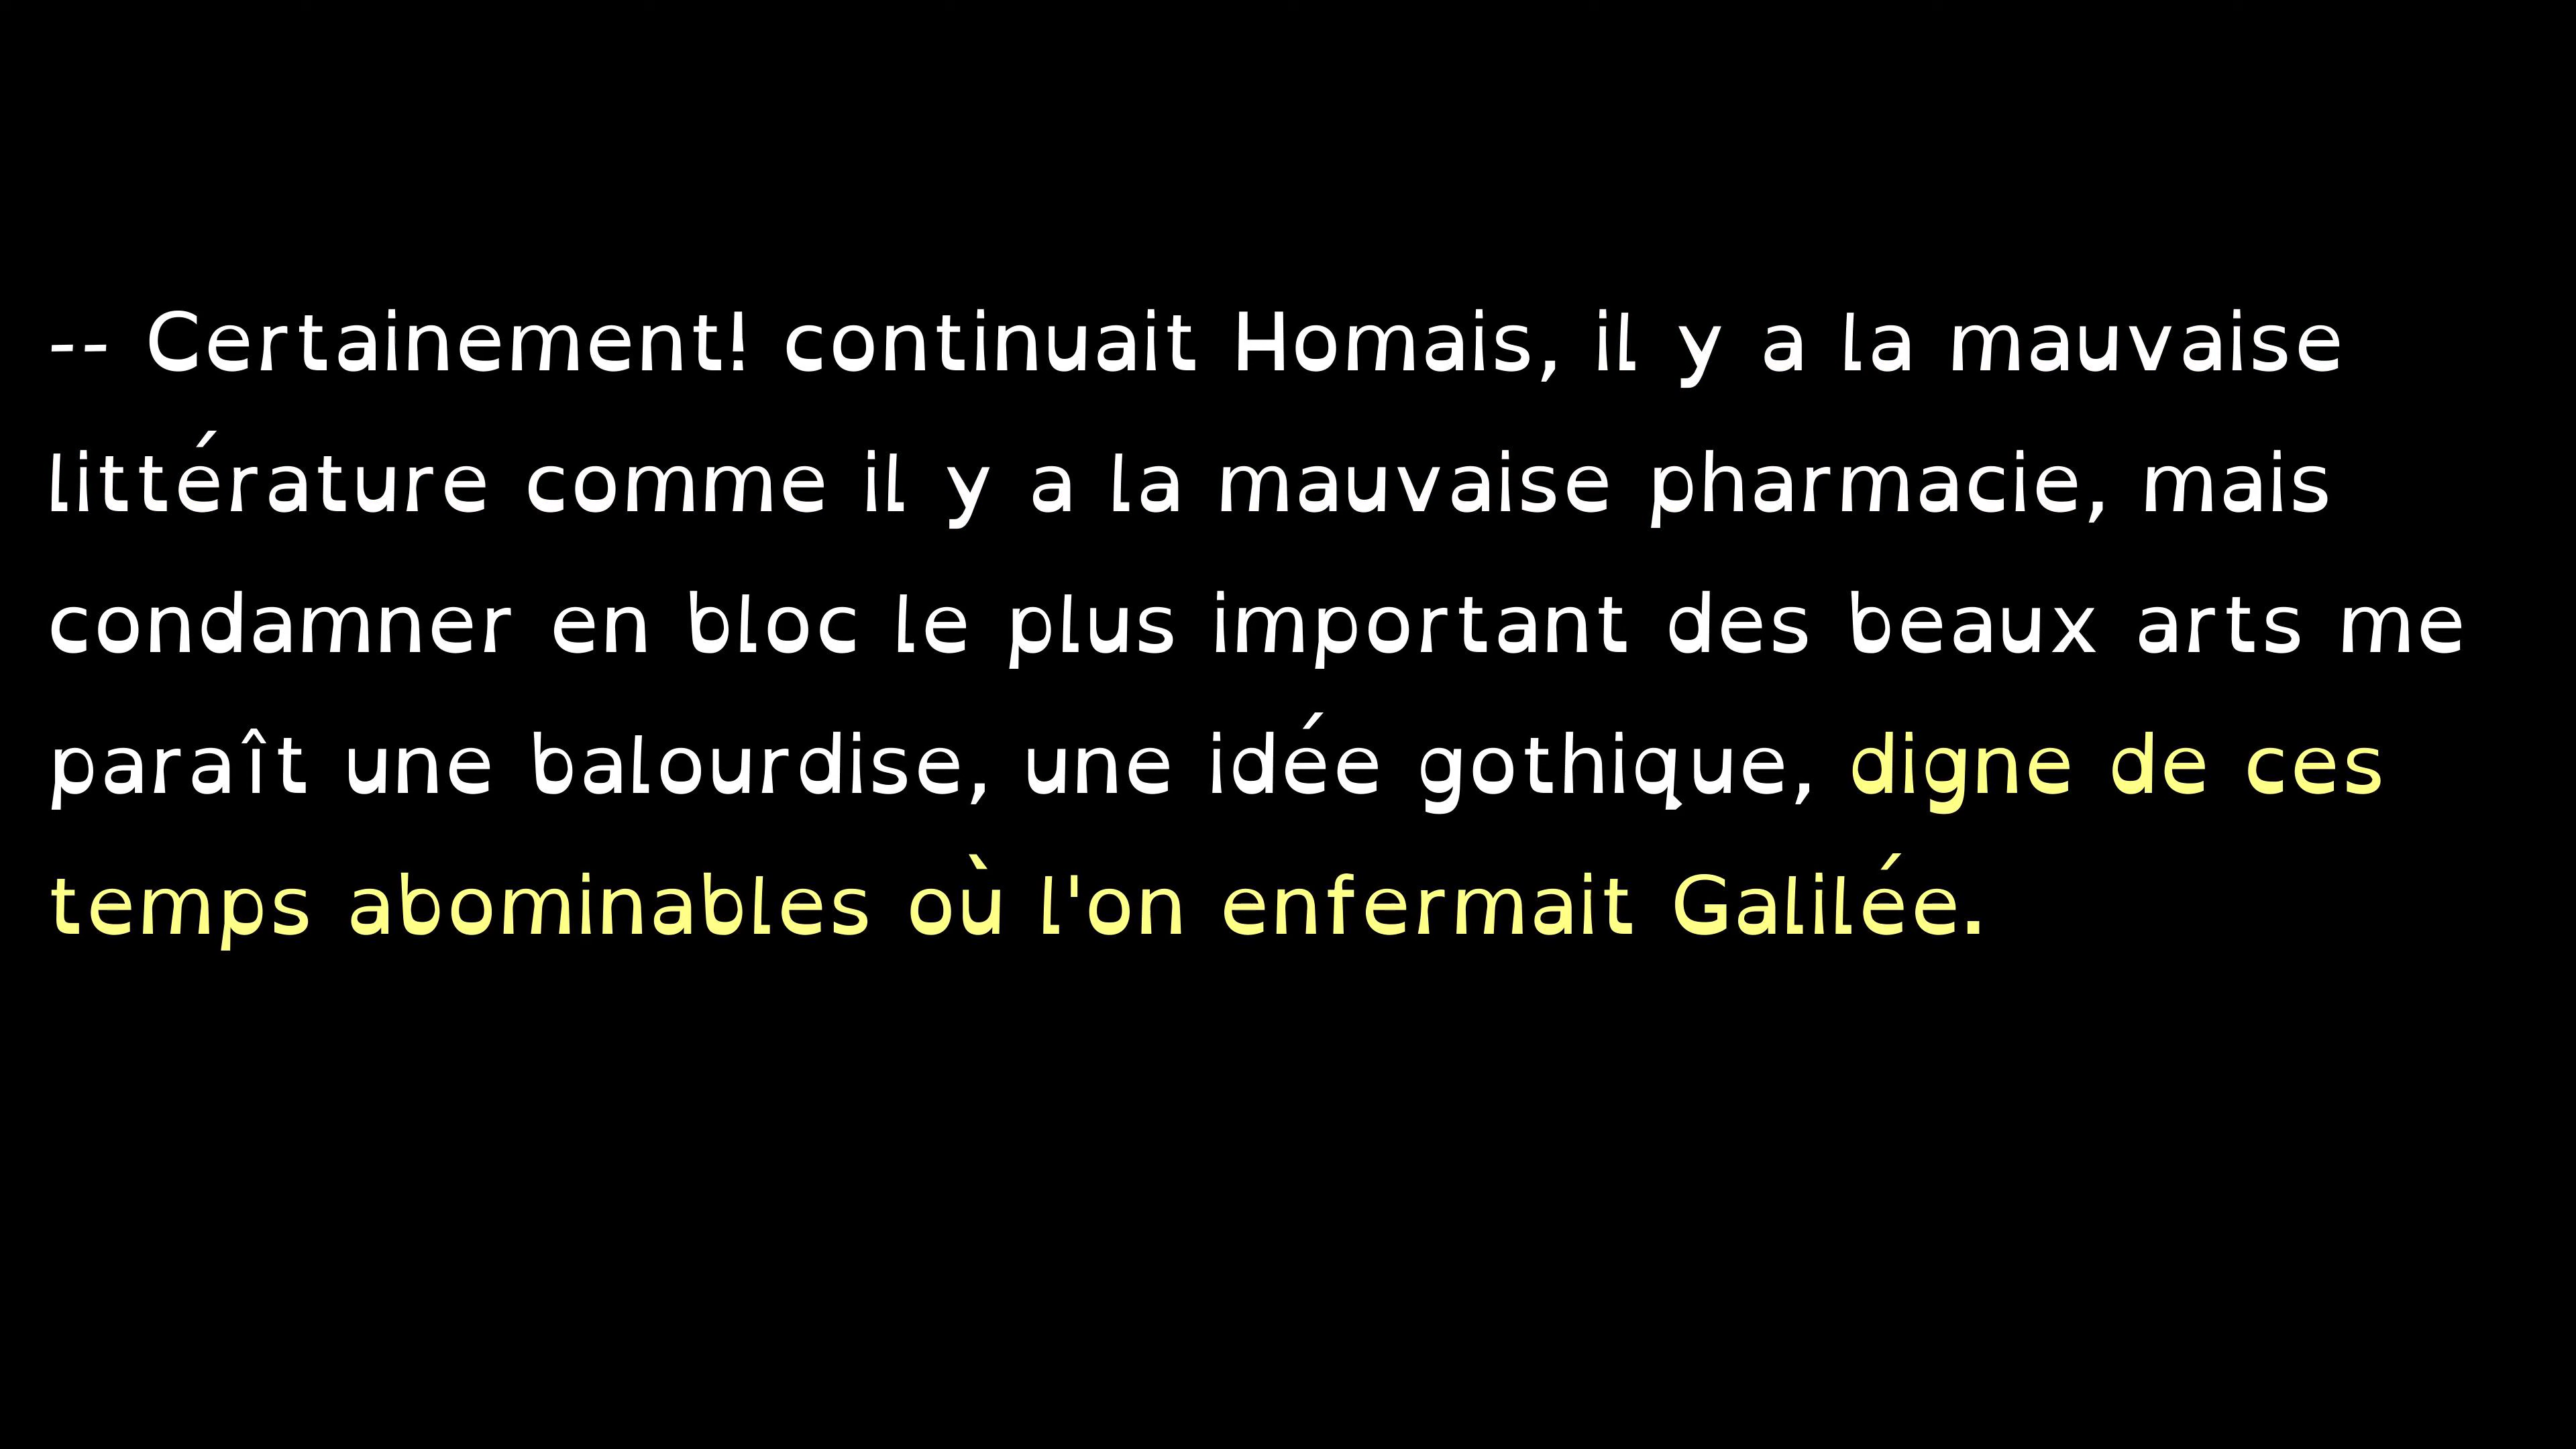 -- Certainement! continuait Homais, il y a la mauvaise
littérature comme il y a la mauvaise pharmacie, mais
condamner en bloc le plus important des beaux arts me
paraît une balourdise, une idée gothique, digne de ces
temps abominables où l'on enfermait Galilée.